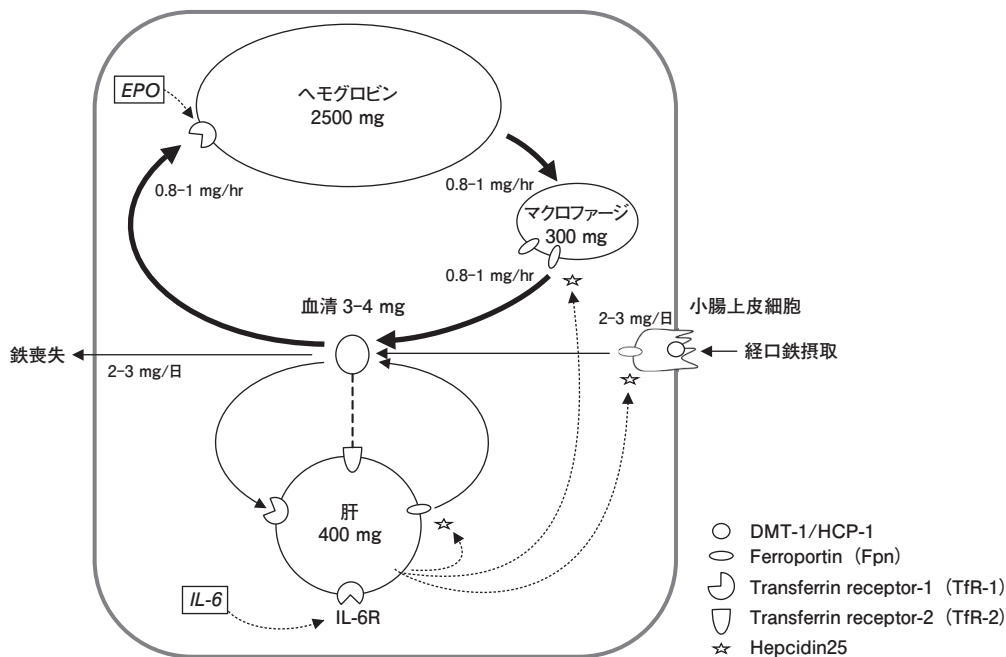 EPO
ヘモグロビン
2500 mg
0.8-1 mg/hr
0.8-1 mg/hr
マクロファージ
300 mg
0.8-1 mg/hr
血清 3-4 mg
小腸上皮細胞
2-3 mg/日
鉄喪失
2-3 mg/日
経口鉄摂取
肝
400 mg
IL-6
IL-6R
DMT-1/HCP-1
Ferroportin (Fpn)
Transferrin receptor-1 (TfR-1)
Transferrin receptor-2 (TfR-2)
Hepcidin25